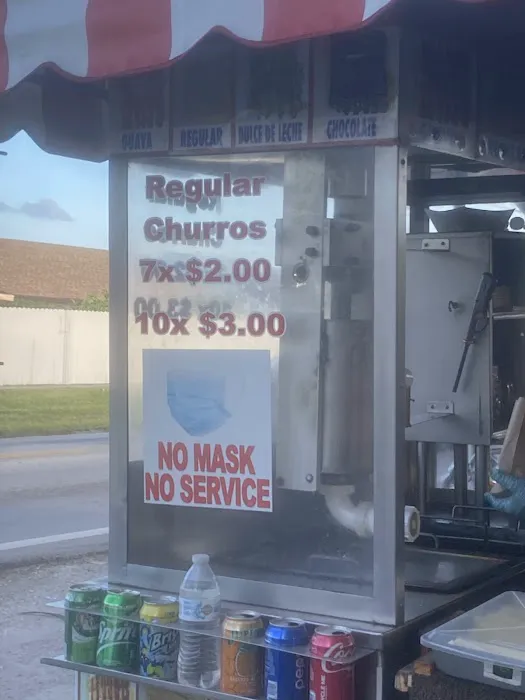 GUAVA
REGULAR
DULCE DE LECHE
CHOCOLATE
Regular
Churros
7x $2.00
10x $3.00
NO MASK
NO SERVICE
Sprite
Coca-Cola